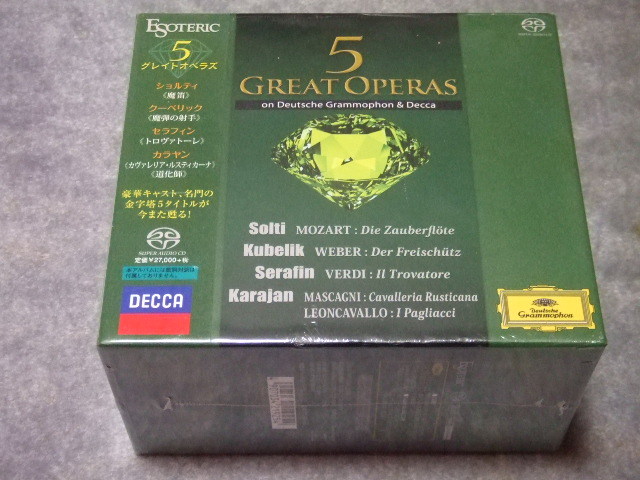 ESOTERIC
5
グレイトオペラズ
ショルティ
《魔笛》
クーベリック
《魔弾の射手》
セラフィン
《トロヴァトーレ》
カラヤン
《カヴァレリア・ルスティカーナ》
《道化師》
豪華キャスト、名門の
金字塔5タイトルが
今また甦る!
SUPER AUDIO CD
定価¥27,000+税
DECCA
5
GREAT OPERAS
on Deutsche Grammophon & Decca
Solti MOZART : Die Zauberflöte
Kubelik WEBER : Der Freischütz
Serafin VERDI : Il Trovatore
Karajan MASCAGNI : Cavalleria Rusticana
LEONCAVALLO : I Pagliacci
Deutsche
Grammophon